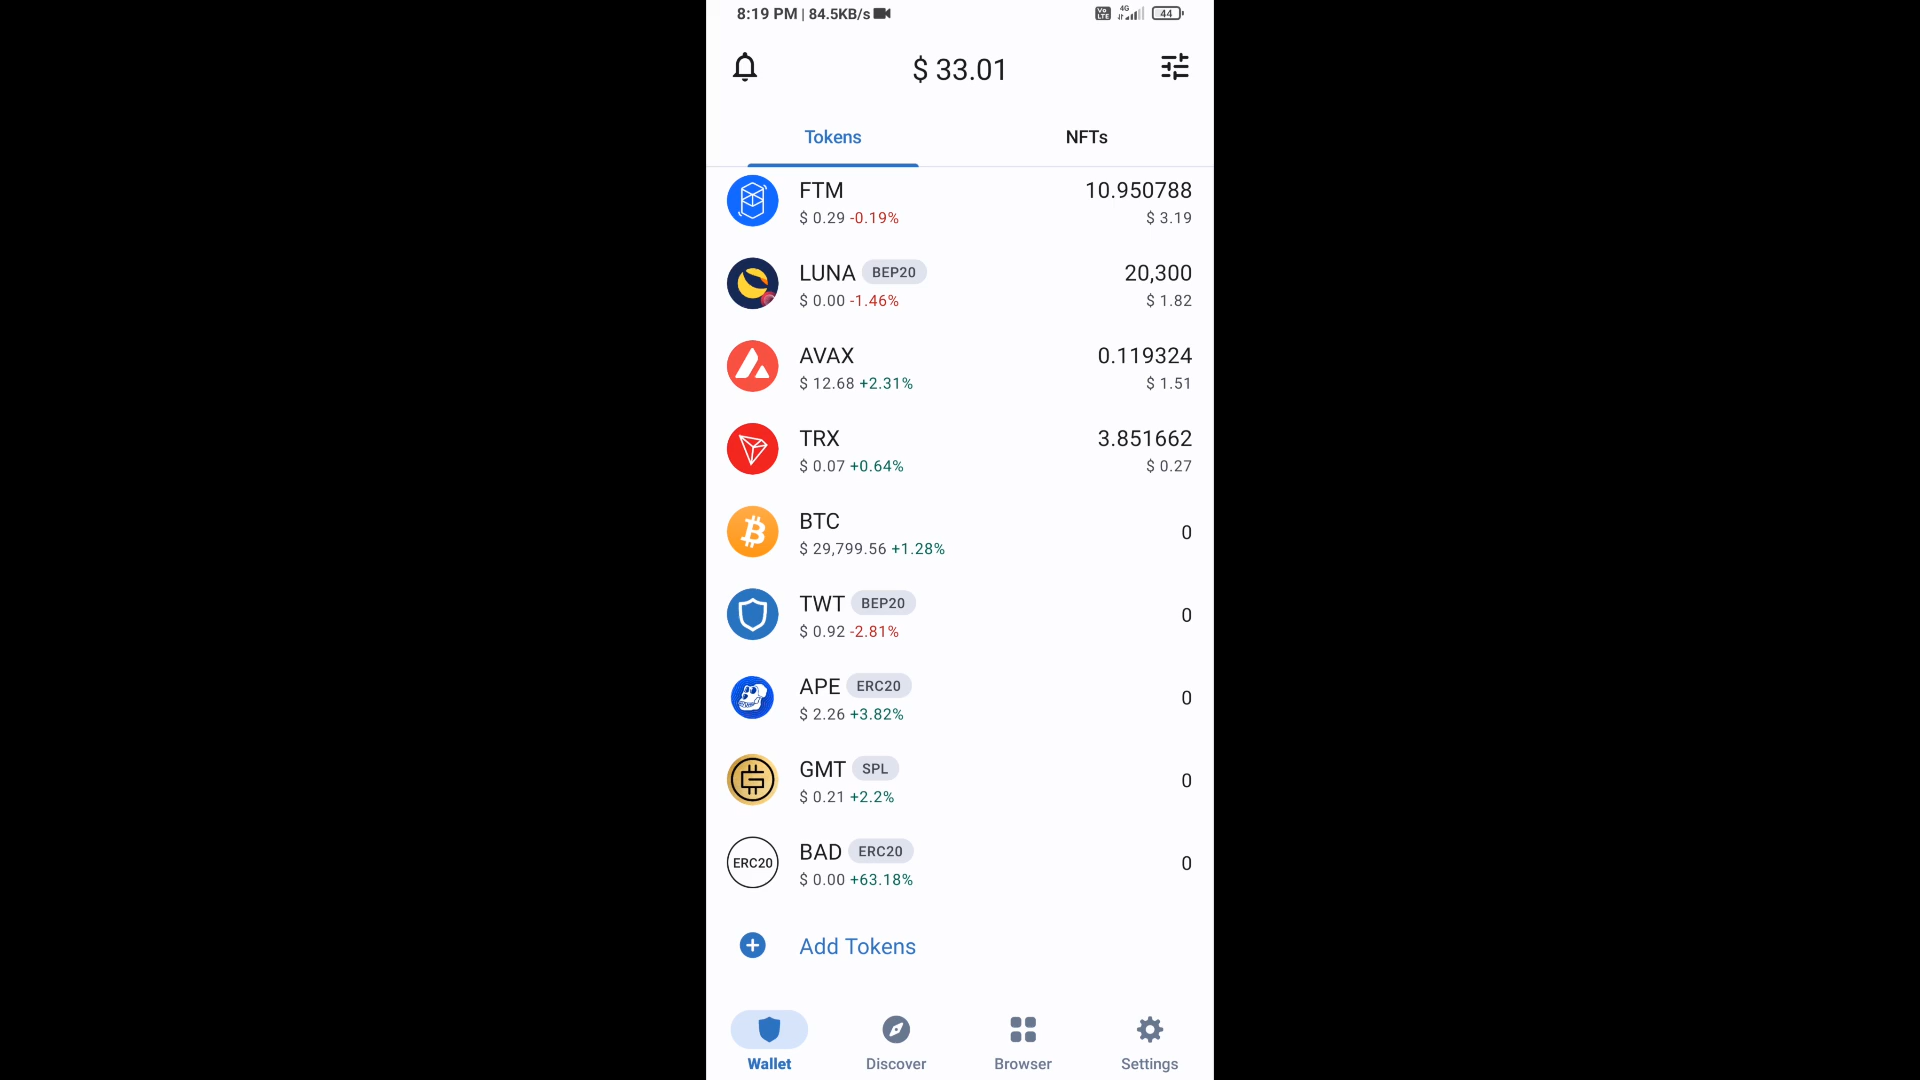 8:19 PM | 84.5KB/s
Vo LTE 4G 44
$ 33.01
Tokens NFTs
FTM 10.950788
$ 0.29 -0.19% $ 3.19
LUNA BEP20 20,300
$ 0.00 -1.46% $ 1.82
AVAX 0.119324
$ 12.68 +2.31% $ 1.51
TRX 3.851662
$ 0.07 +0.64% $ 0.27
BTC 0
$ 29,799.56 +1.28%
TWT BEP20 0
$ 0.92 -2.81%
APE ERC20 0
$ 2.26 +3.82%
GMT SPL 0
$ 0.21 +2.2%
ERC20 BAD ERC20 0
$ 0.00 +63.18%
Add Tokens
Wallet Discover Browser Settings